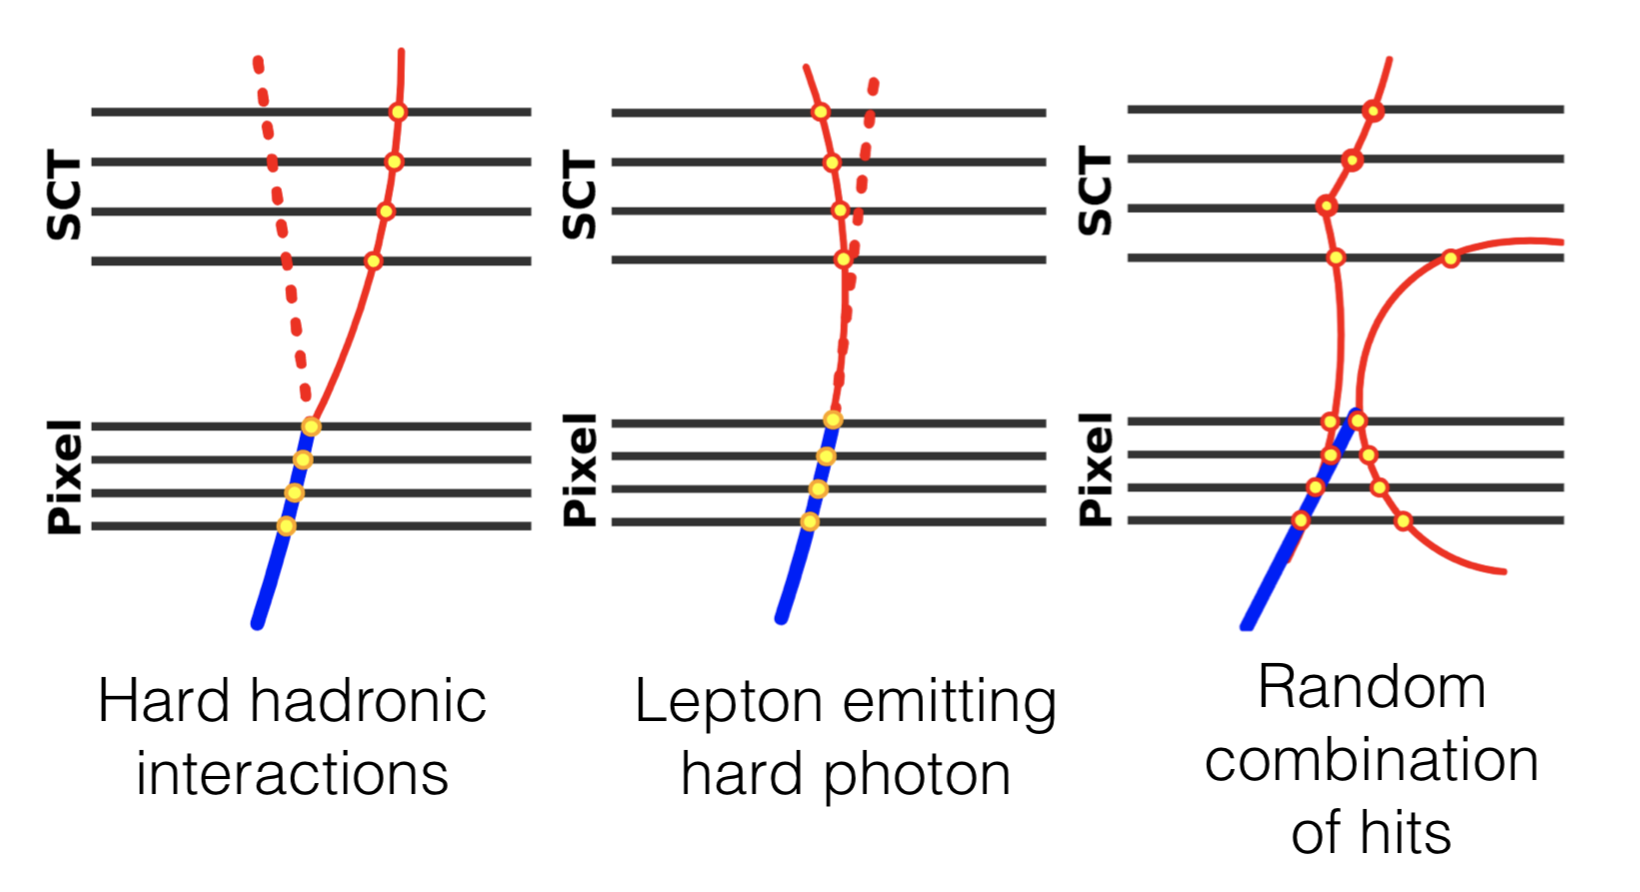 SCT
Pixel
Hard hadronic
interactions
SCT
Pixel
Lepton emitting
hard photon
SCT
Pixel
Random
combination
of hits